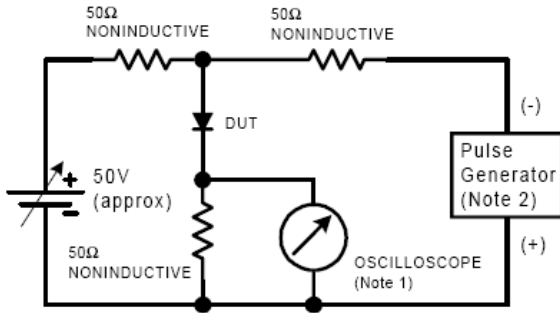 50Ω
NONINDUCTIVE
50Ω
NONINDUCTIVE
(-)
DUT
Pulse
Generator
(Note 2)
+
50V
(approx)
-
(+)
50Ω
NONINDUCTIVE
OSCILLOSCOPE
(Note 1)